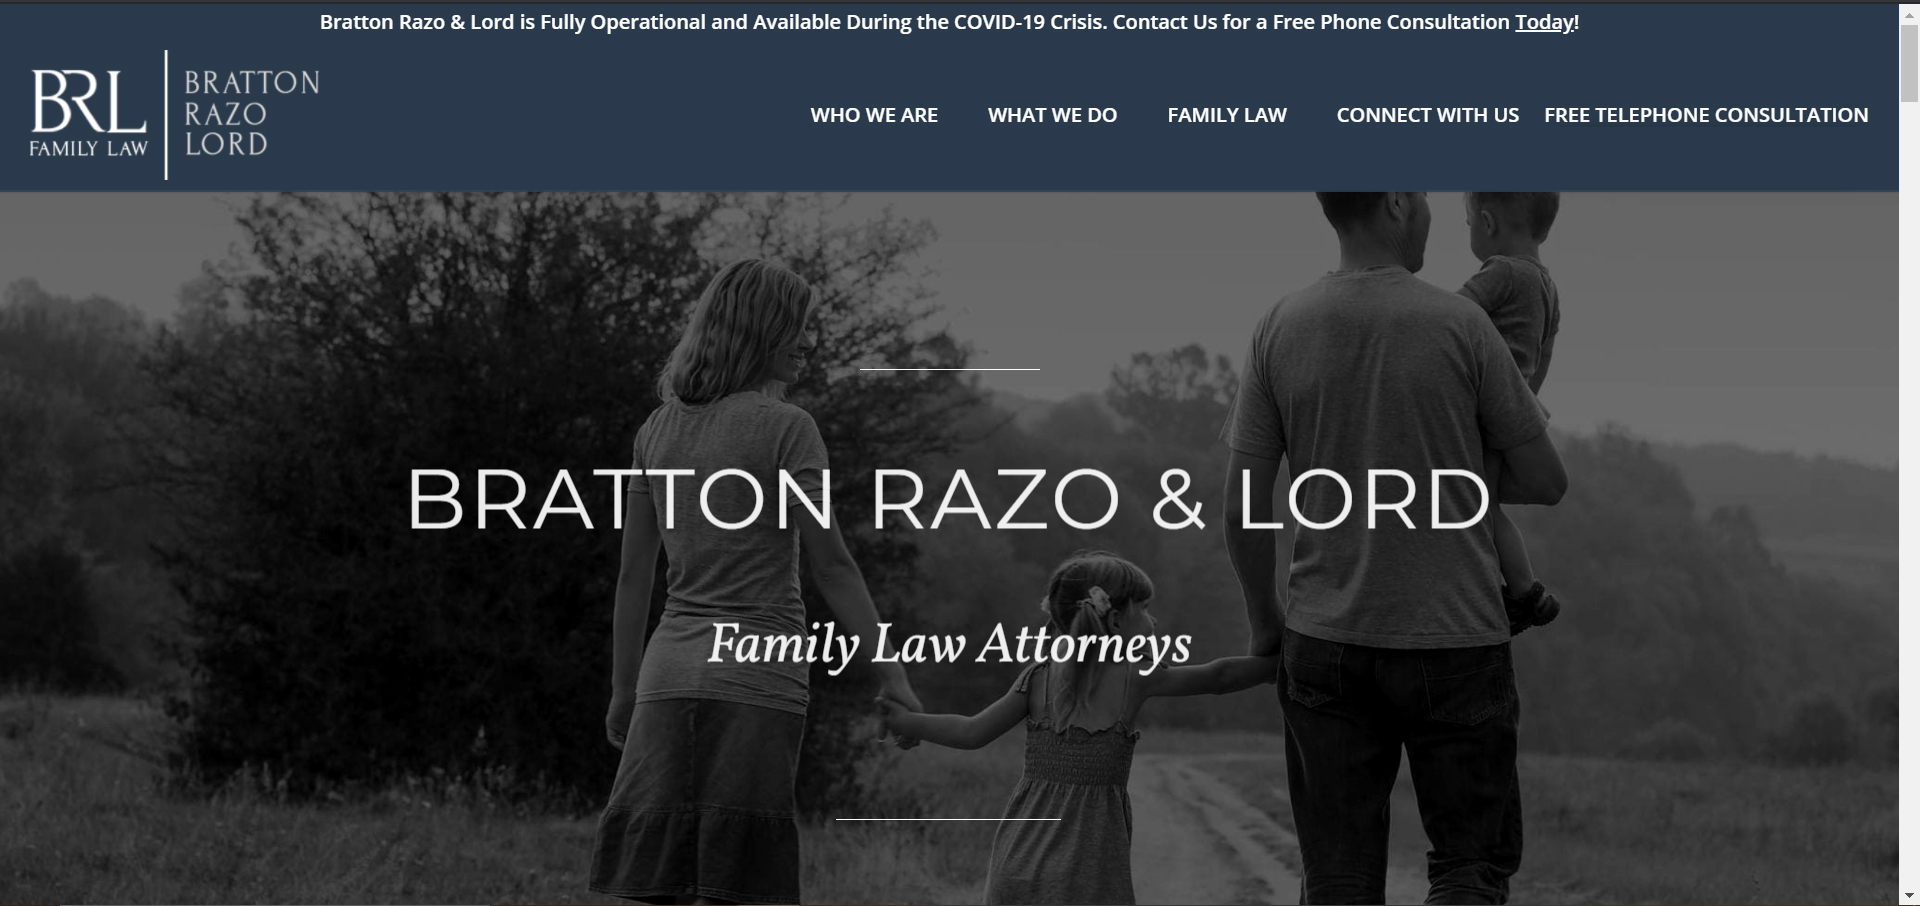 Bratton Razo & Lord is Fully Operational and Available During the COVID-19 Crisis. Contact Us for a Free Phone Consultation Today!
BRL
FAMILY LAW
BRATTON
RAZO
LORD
WHO WE ARE
WHAT WE DO
FAMILY LAW
CONNECT WITH US
FREE TELEPHONE CONSULTATION
BRATTON RAZO & LORD
Family Law Attorneys